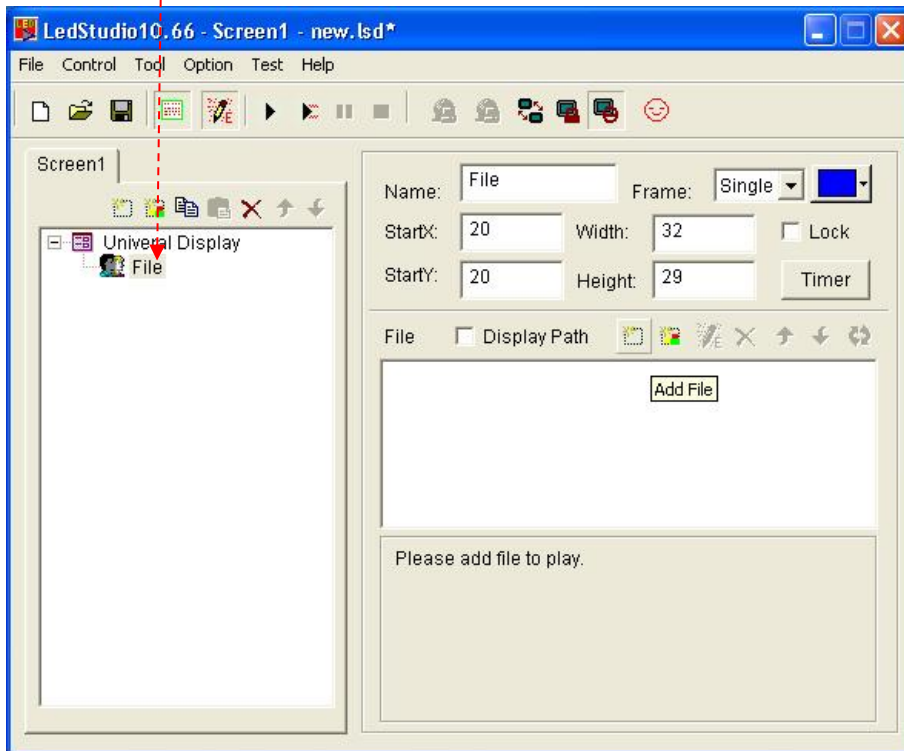 LedStudio10.66 - Screen1 - new.lsd*
File Control Tool Option Test Help
Screen1
Univeral Display
File
Name: File Frame: Single
StartX: 20 Width: 32 Lock
StartY: 20 Height: 29 Timer
File Display Path
Add File
Please add file to play.